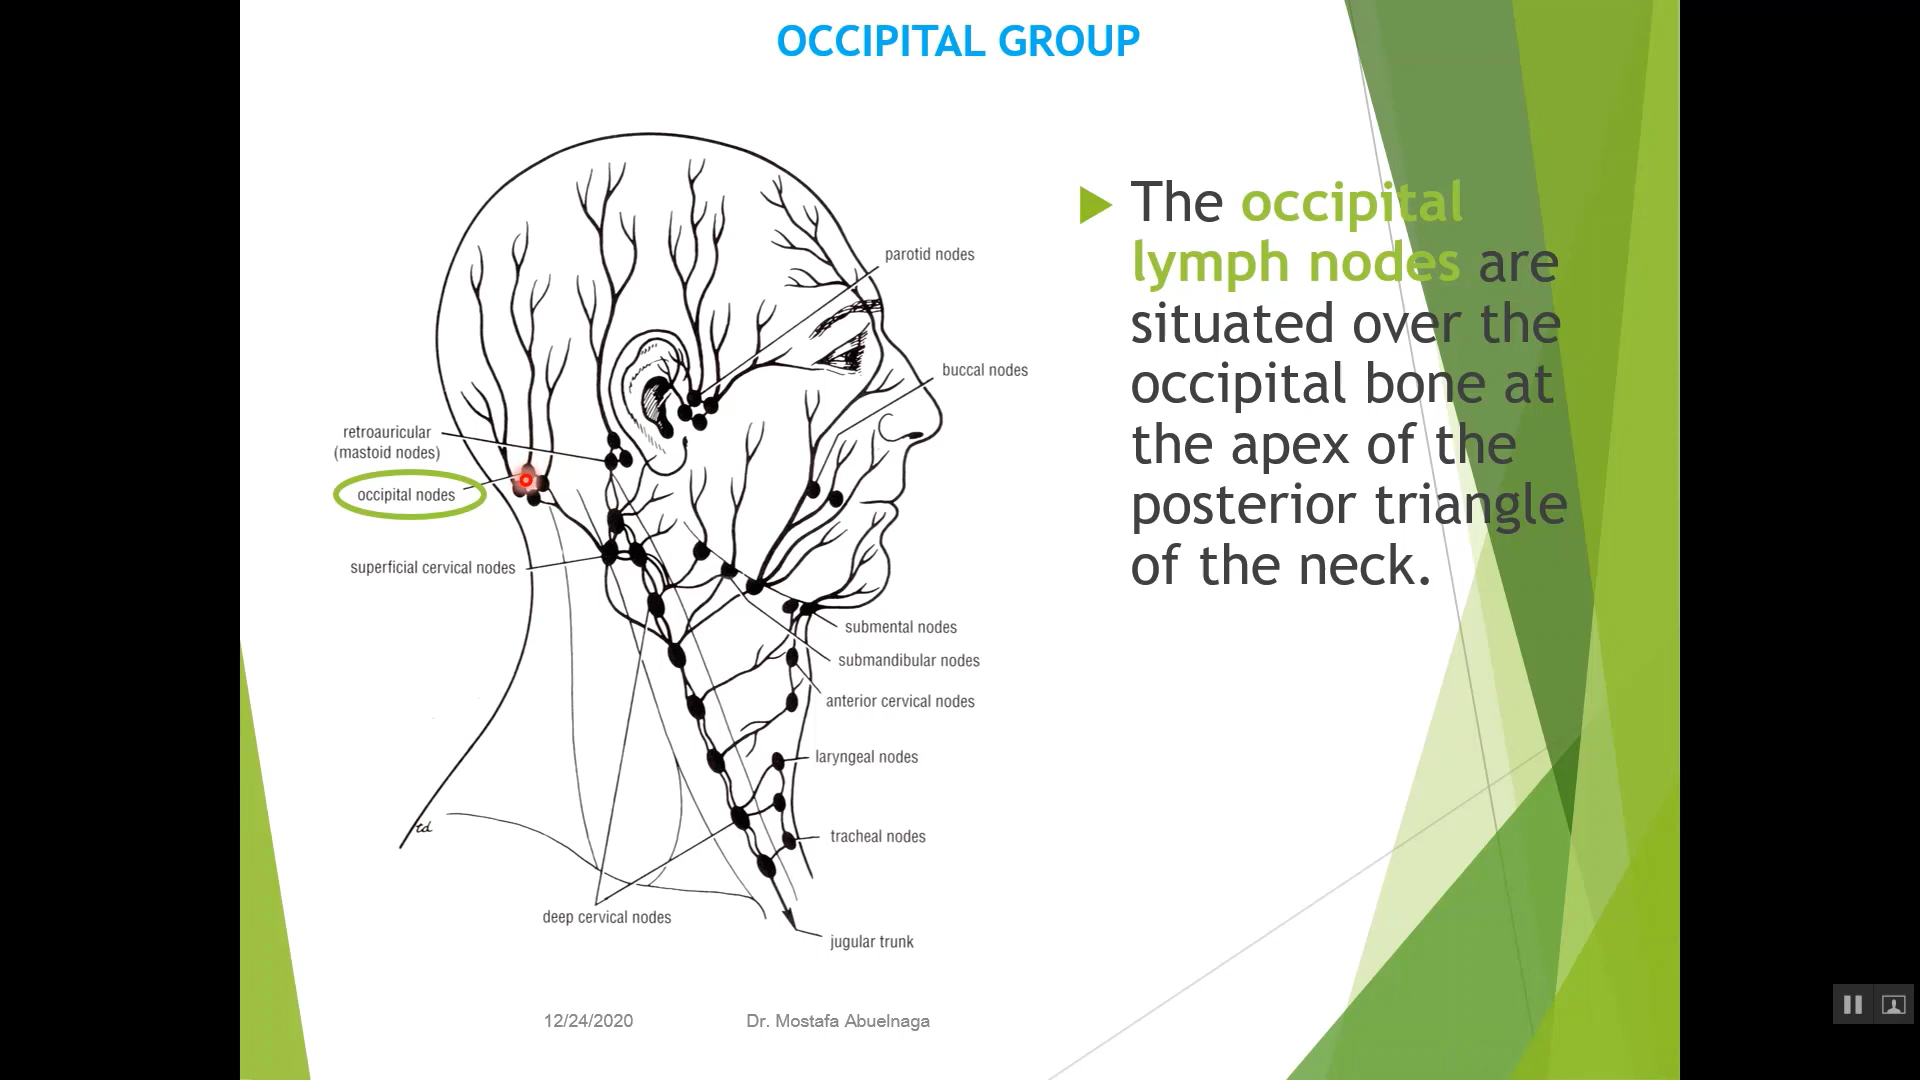 OCCIPITAL GROUP
The occipital
lymph nodes are
situated over the
occipital bone at
the apex of the
posterior triangle
of the neck.
parotid nodes
buccal nodes
retroauricular
(mastoid nodes)
occipital nodes
superficial cervical nodes
submental nodes
submandibular nodes
anterior cervical nodes
laryngeal nodes
tracheal nodes
deep cervical nodes
jugular trunk
td
12/24/2020
Dr. Mostafa Abuelnaga